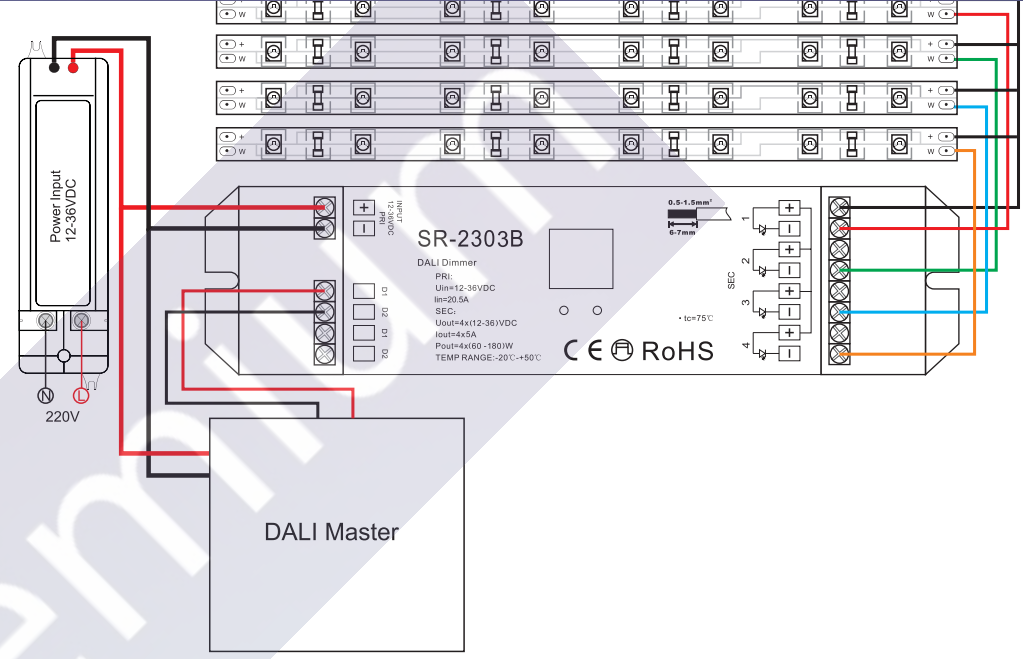 W W
+ +
W W
+ +
W W
+ +
W W
Power Input
12-36VDC
N L
220V
+
−
INPUT
12-36VDC
PRI
D1
D2
D1
D2
SR-2303B
DALI Dimmer
PRI:
Uin=12-36VDC
Iin=20.5A
SEC:
Uout=4x(12-36)VDC
Iout=4x5A
Pout=4x(60-180)W
TEMP RANGE:-20℃-+50℃
0.5-1.5mm²
6-7mm
• tc=75℃
CE RoHS
SEC
1 + −
2 + −
3 + −
4 + −
DALI Master
emium